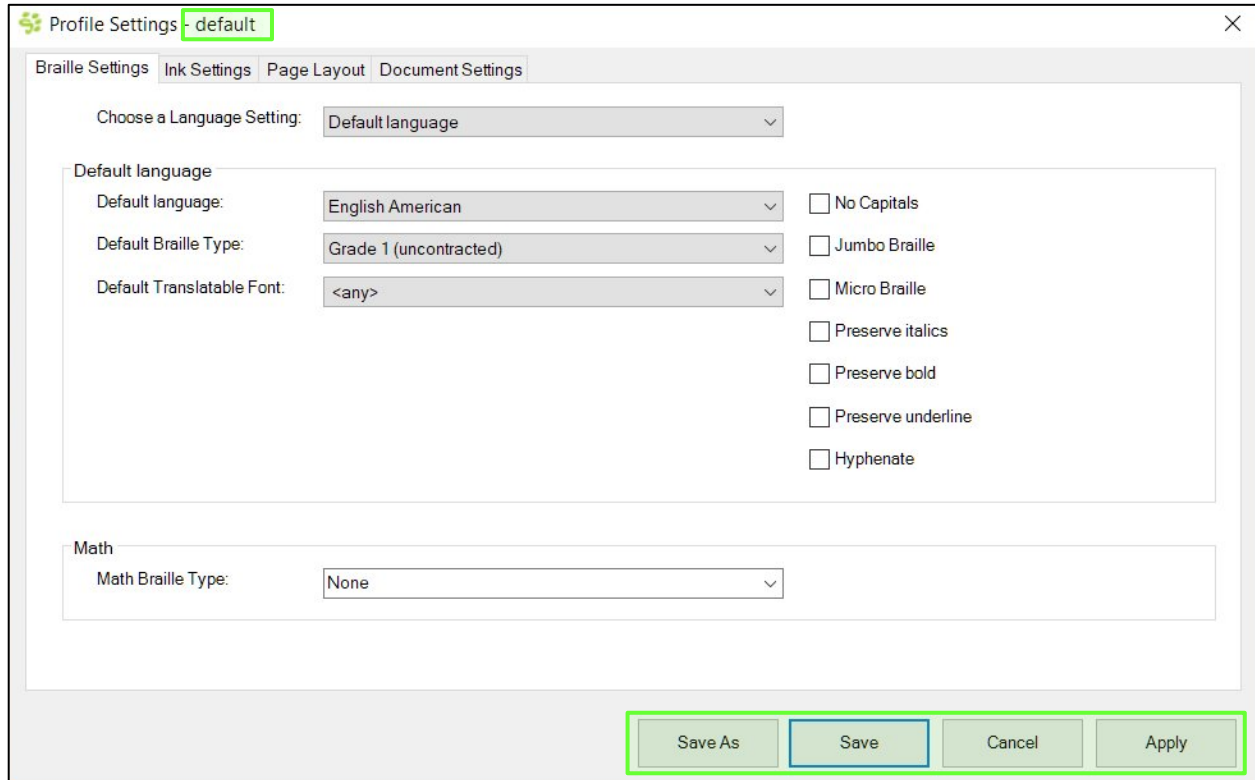 Profile Settings - default
Braille Settings Ink Settings Page Layout Document Settings
Choose a Language Setting: Default language
Default language
Default language: English American No Capitals
Default Braille Type: Grade 1 (uncontracted) Jumbo Braille
Default Translatable Font: <any> Micro Braille
Preserve italics
Preserve bold
Preserve underline
Hyphenate
Math
Math Braille Type: None
Save As Save Cancel Apply